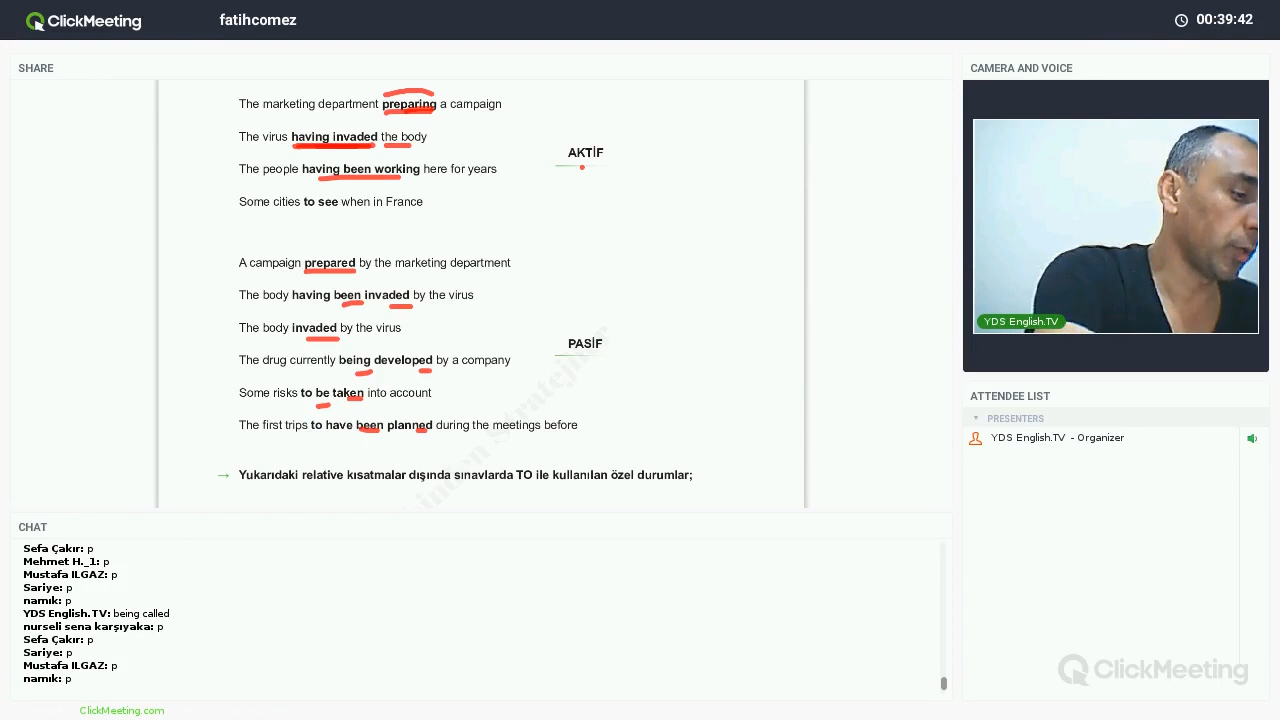 ClickMeeting
fatihcomez
00:39:42
SHARE
The marketing department preparing a campaign
The virus having invaded the body
AKTİF
The people having been working here for years
Some cities to see when in France
A campaign prepared by the marketing department
The body having been invaded by the virus
The body invaded by the virus
PASİF
The drug currently being developed by a company
Some risks to be taken into account
The first trips to have been planned during the meetings before
→ Yukarıdaki relative kısatmalar dışında sınavlarda TO ile kullanılan özel durumlar;
CHAT
Sefa Çakır: p
Mehmet H._1: p
Mustafa ILGAZ: p
Sariye: p
namık: p
YDS English.TV: being called
nurseli sena karşıyaka: p
Sefa Çakır: p
Sariye: p
Mustafa ILGAZ: p
namık: p
ClickMeeting.com
CAMERA AND VOICE
YDS English.TV
ATTENDEE LIST
PRESENTERS
YDS English.TV - Organizer
ClickMeeting